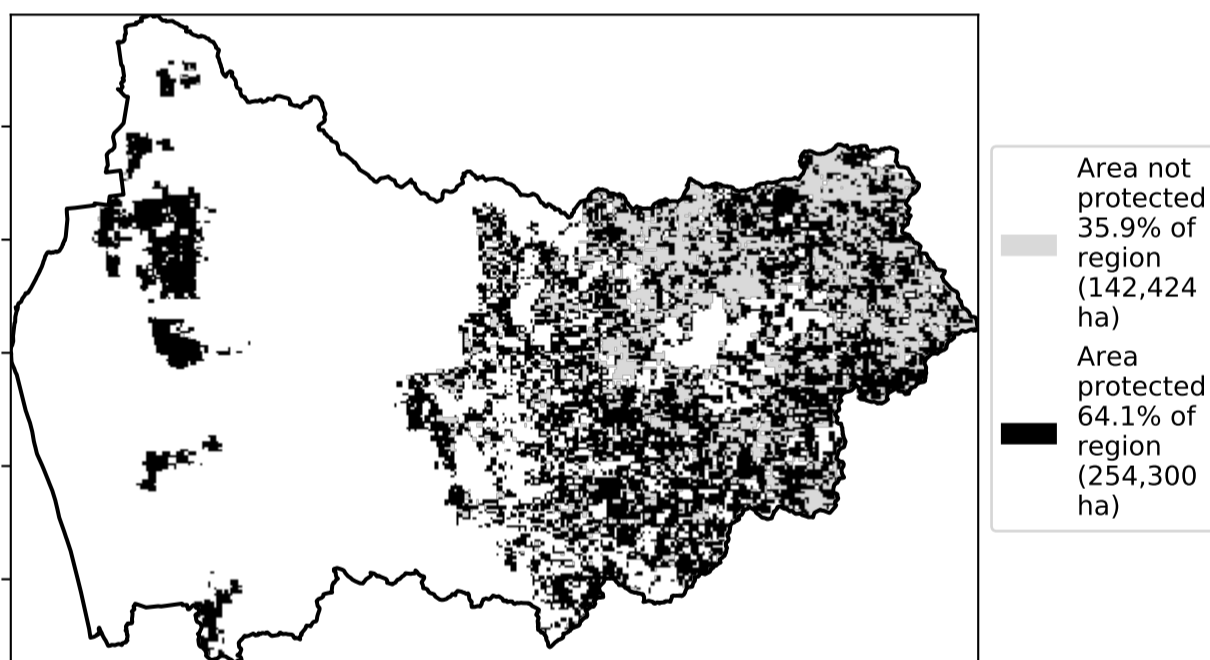 Area not
protected
35.9% of
region
(142,424
ha)
Area
protected
64.1% of
region
(254,300
ha)